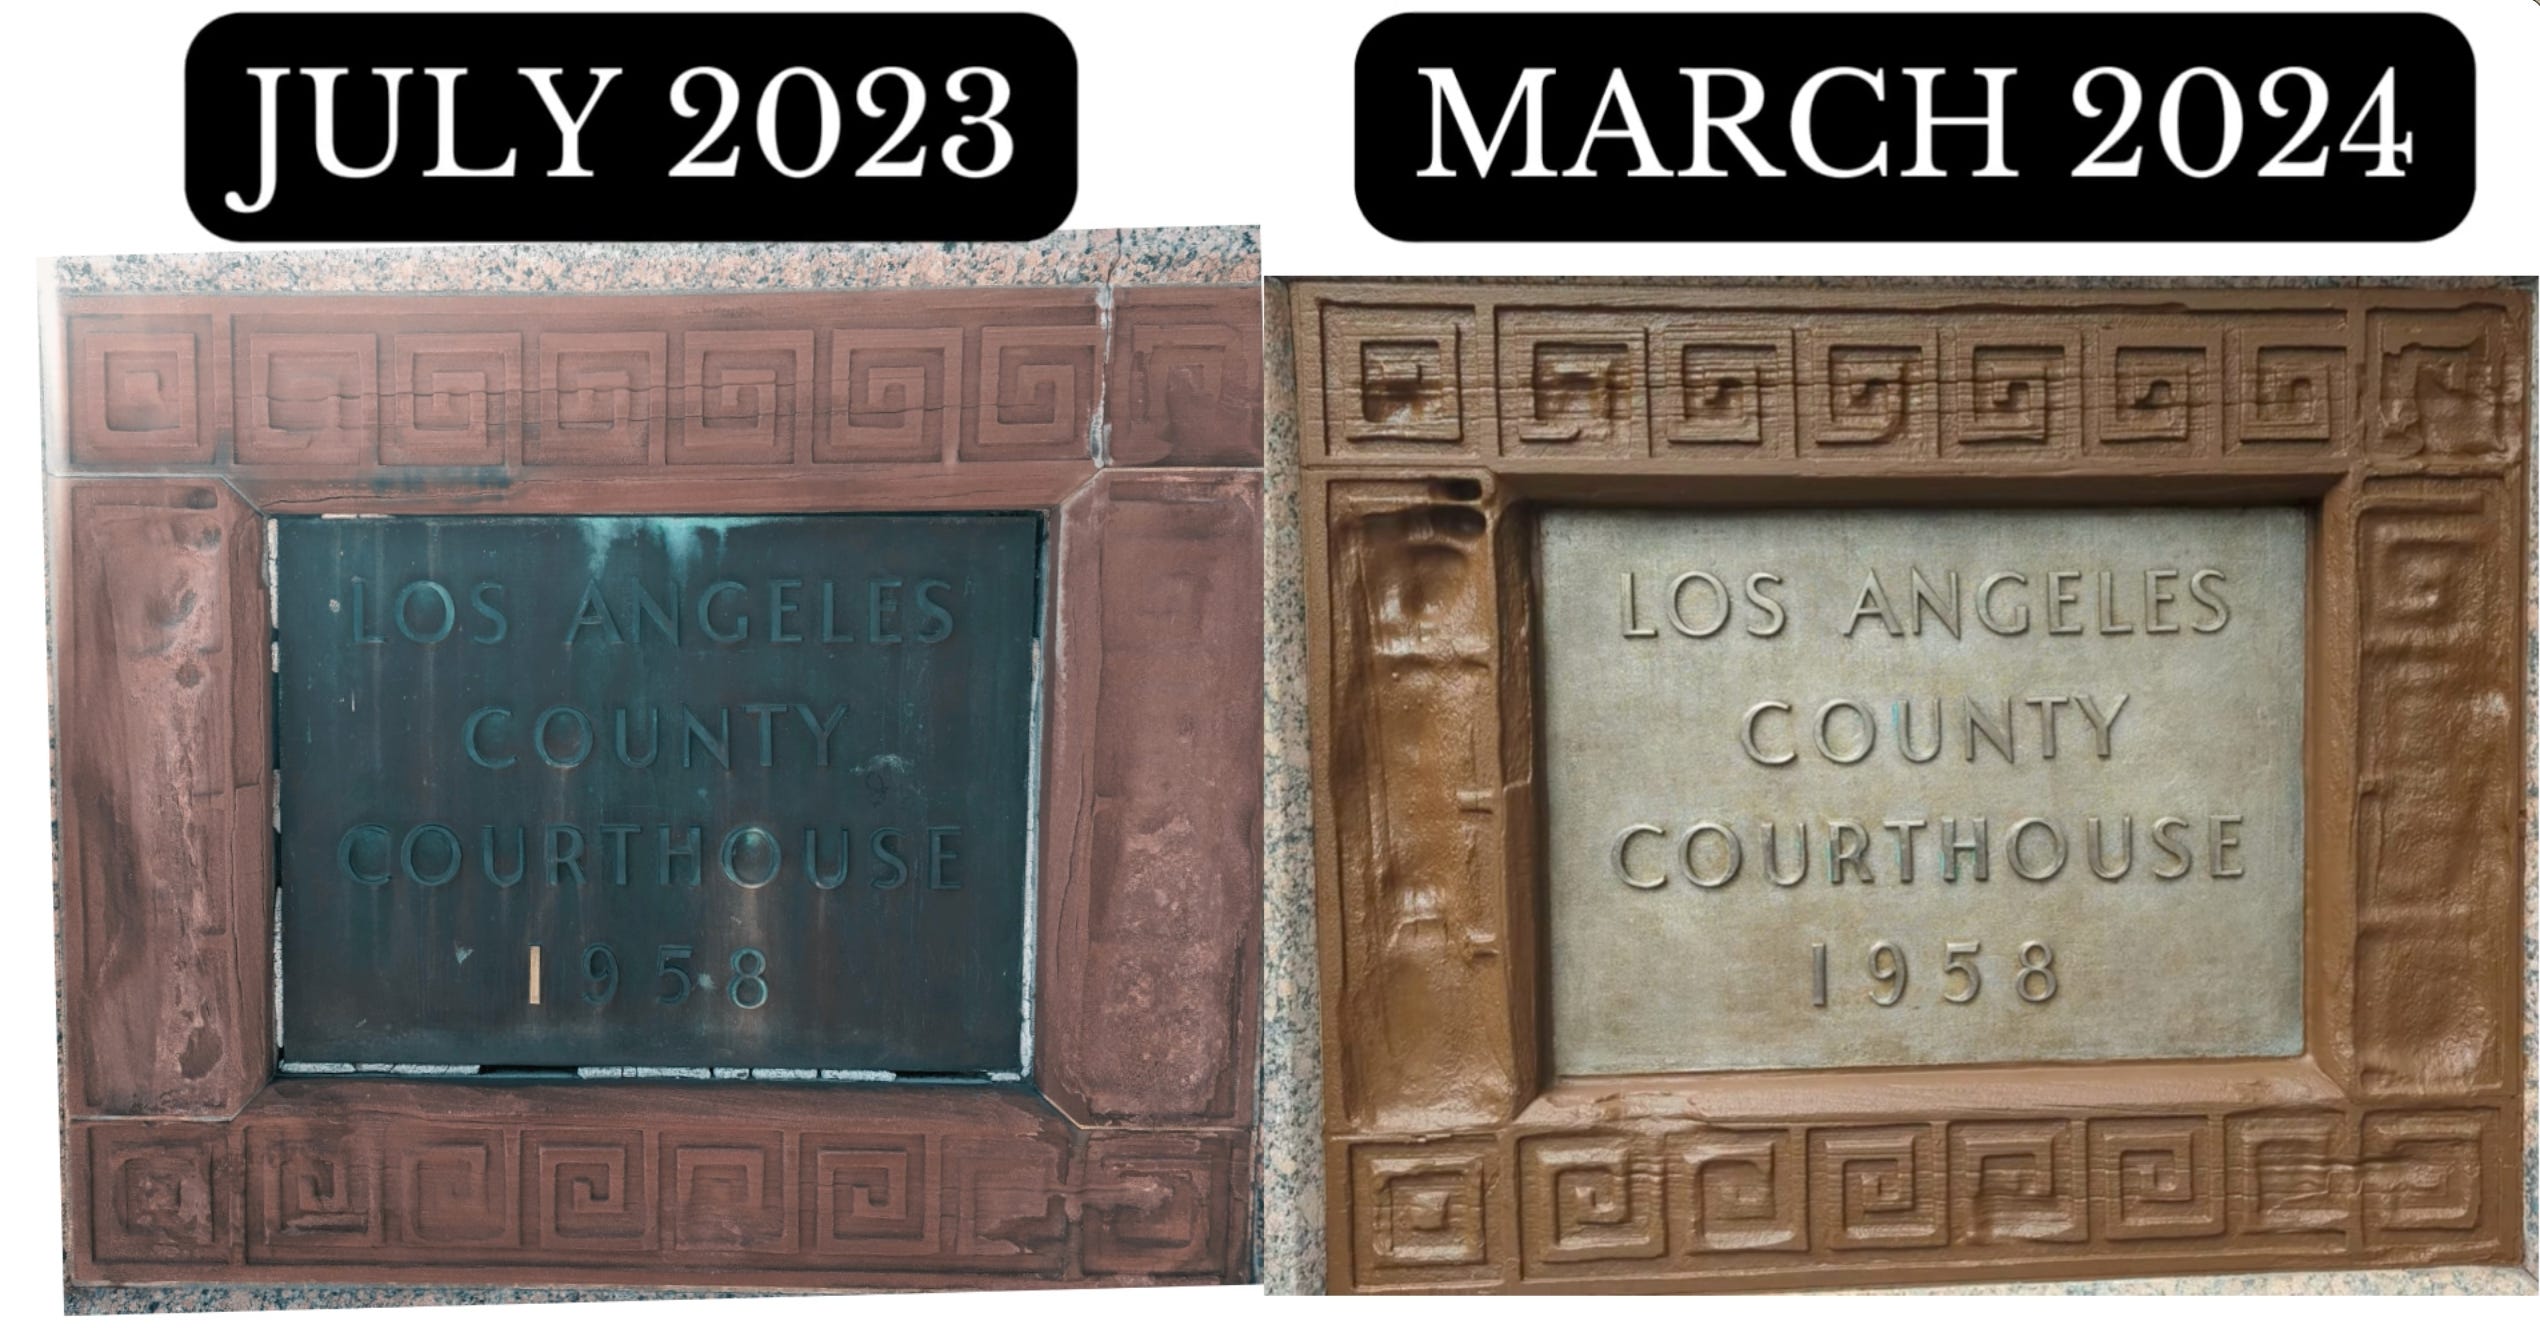 JULY 2023
MARCH 2024
LOS ANGELES
COUNTY
COURTHOUSE
1958
LOS ANGELES
COUNTY
COURTHOUSE
1958